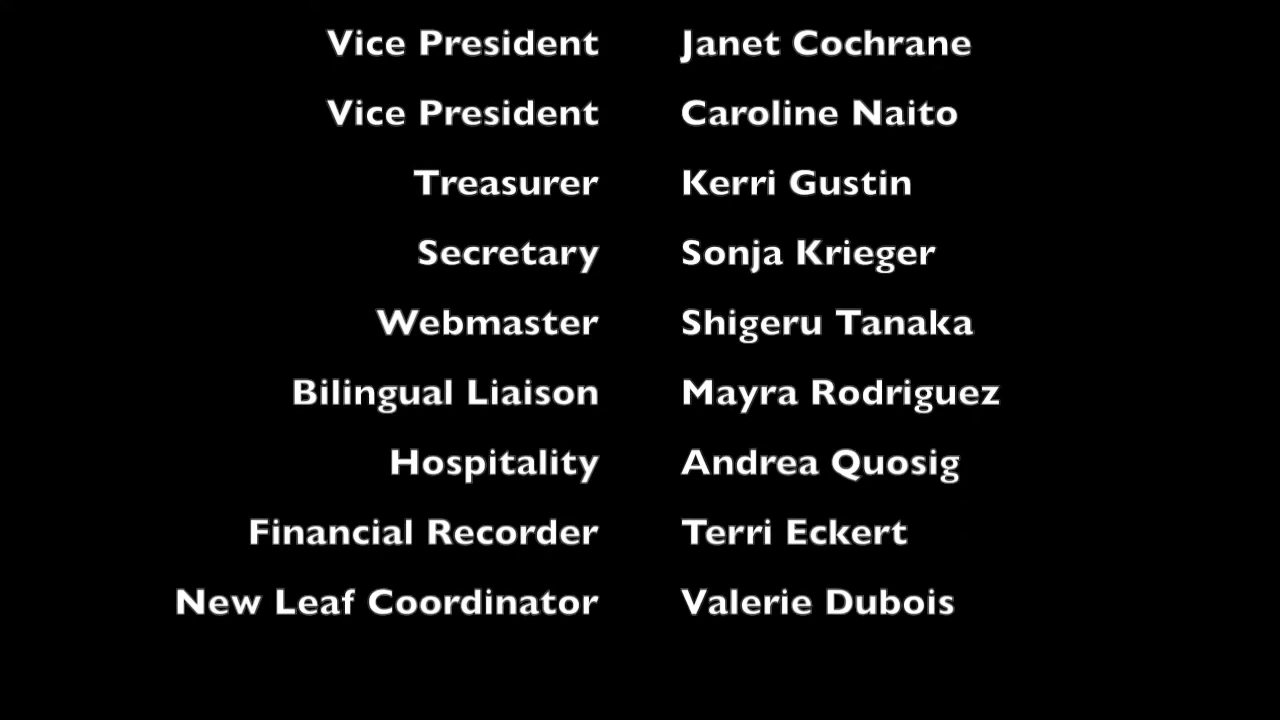 Vice President Janet Cochrane
Vice President Caroline Naito
Treasurer Kerri Gustin
Secretary Sonja Krieger
Webmaster Shigeru Tanaka
Bilingual Liaison Mayra Rodriguez
Hospitality Andrea Quosig
Financial Recorder Terri Eckert
New Leaf Coordinator Valerie Dubois